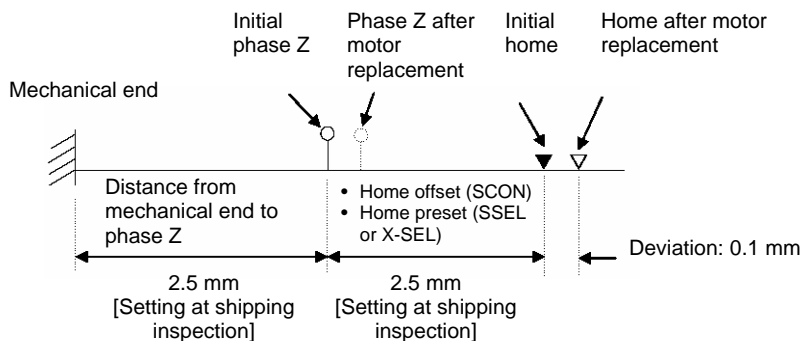 Initial
phase Z
Phase Z after
motor
replacement
Initial
home
Home after motor
replacement
Mechanical end
Distance from
mechanical end to
phase Z
• Home offset (SCON)
• Home preset (SSEL
or X-SEL)
Deviation: 0.1 mm
2.5 mm
[Setting at shipping
inspection]
2.5 mm
[Setting at shipping
inspection]